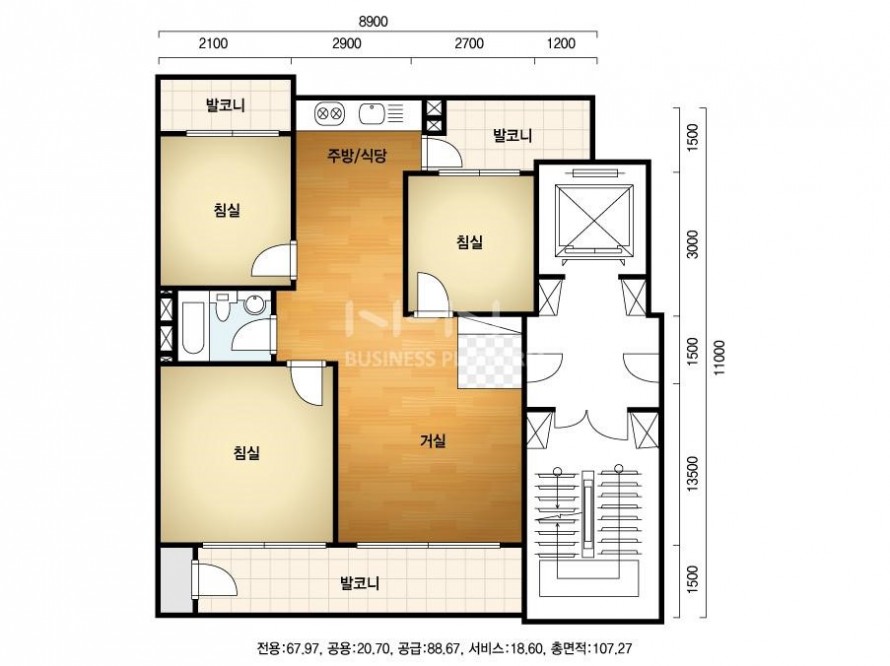 8900
2100 2900 2700 1200
발코니
발코니
주방/식당
침실
침실
1500
3000
1500
11000
13500
1500
BUSINESS
침실
거실
발코니
전용:67.97, 공용:20.70, 공급:88.67, 서비스:18.60, 총면적:107.27